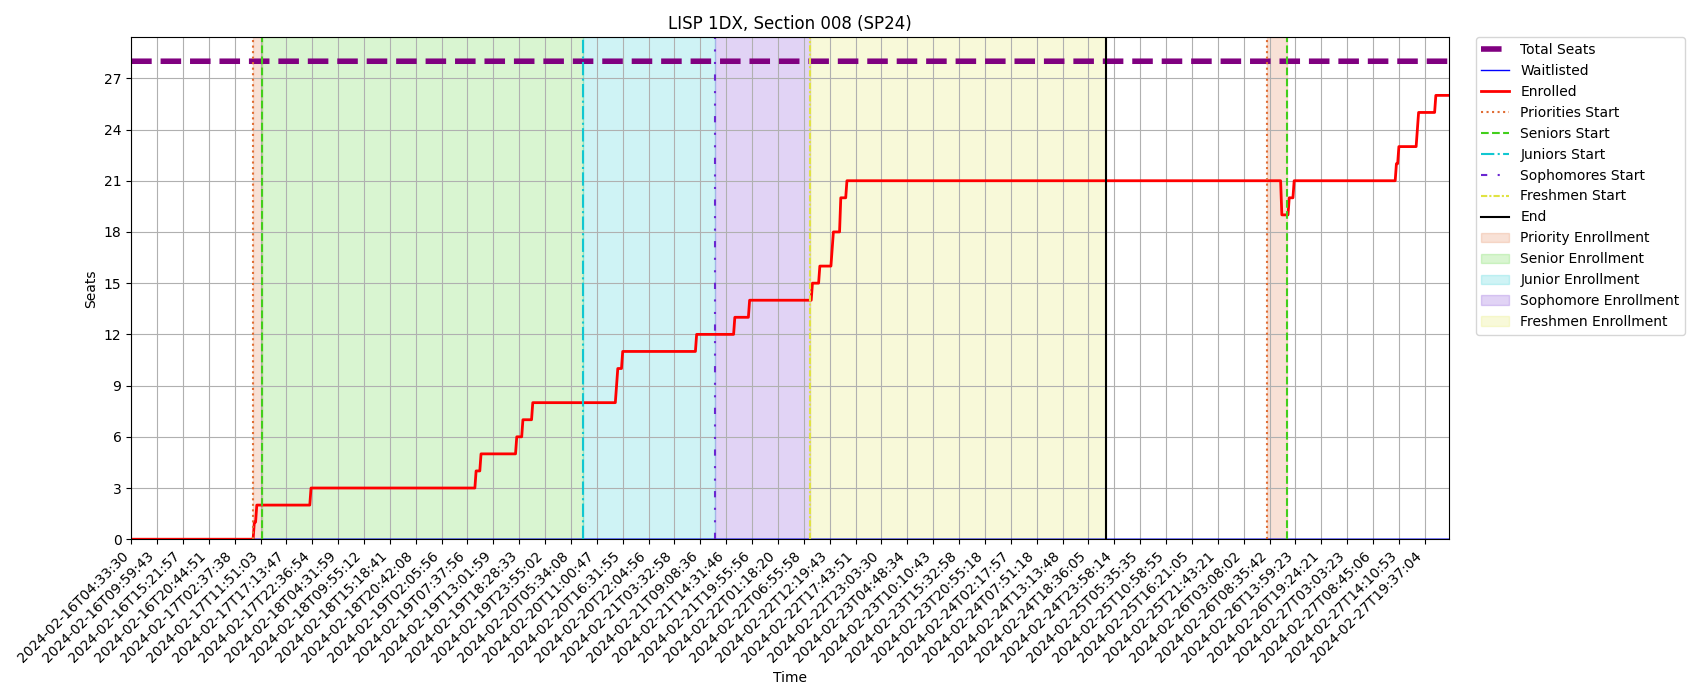 LISP 1DX, Section 008 (SP24)
Total Seats
Waitlisted
Enrolled
Priorities Start
Seniors Start
Juniors Start
Sophomores Start
Freshmen Start
End
Priority Enrollment
Senior Enrollment
Junior Enrollment
Sophomore Enrollment
Freshmen Enrollment
Seats
27
24
21
18
15
12
9
6
3
0
2024-02-16T04:33:30
2024-02-16T09:59:43
2024-02-16T15:21:57
2024-02-16T20:44:51
2024-02-17T02:37:38
2024-02-17T11:51:03
2024-02-17T17:13:47
2024-02-17T22:36:54
2024-02-18T04:31:59
2024-02-18T09:55:12
2024-02-18T15:18:41
2024-02-18T20:42:08
2024-02-19T02:05:56
2024-02-19T07:37:56
2024-02-19T13:01:59
2024-02-19T18:28:33
2024-02-19T23:55:02
2024-02-20T05:34:08
2024-02-20T11:00:47
2024-02-20T16:31:55
2024-02-20T22:04:56
2024-02-21T03:32:58
2024-02-21T09:08:36
2024-02-21T14:31:46
2024-02-21T19:55:56
2024-02-22T01:18:20
2024-02-22T06:55:58
2024-02-22T12:19:43
2024-02-22T17:43:51
2024-02-22T23:03:30
2024-02-23T04:48:34
2024-02-23T10:10:43
2024-02-23T15:32:58
2024-02-23T20:55:18
2024-02-24T02:17:57
2024-02-24T07:51:18
2024-02-24T13:13:48
2024-02-24T18:36:05
2024-02-24T23:58:14
2024-02-25T05:35:35
2024-02-25T10:58:55
2024-02-25T16:21:05
2024-02-25T21:43:21
2024-02-26T03:08:02
2024-02-26T08:35:42
2024-02-26T13:59:23
2024-02-26T19:24:21
2024-02-27T03:03:23
2024-02-27T08:45:06
2024-02-27T14:10:53
2024-02-27T19:37:04
Time